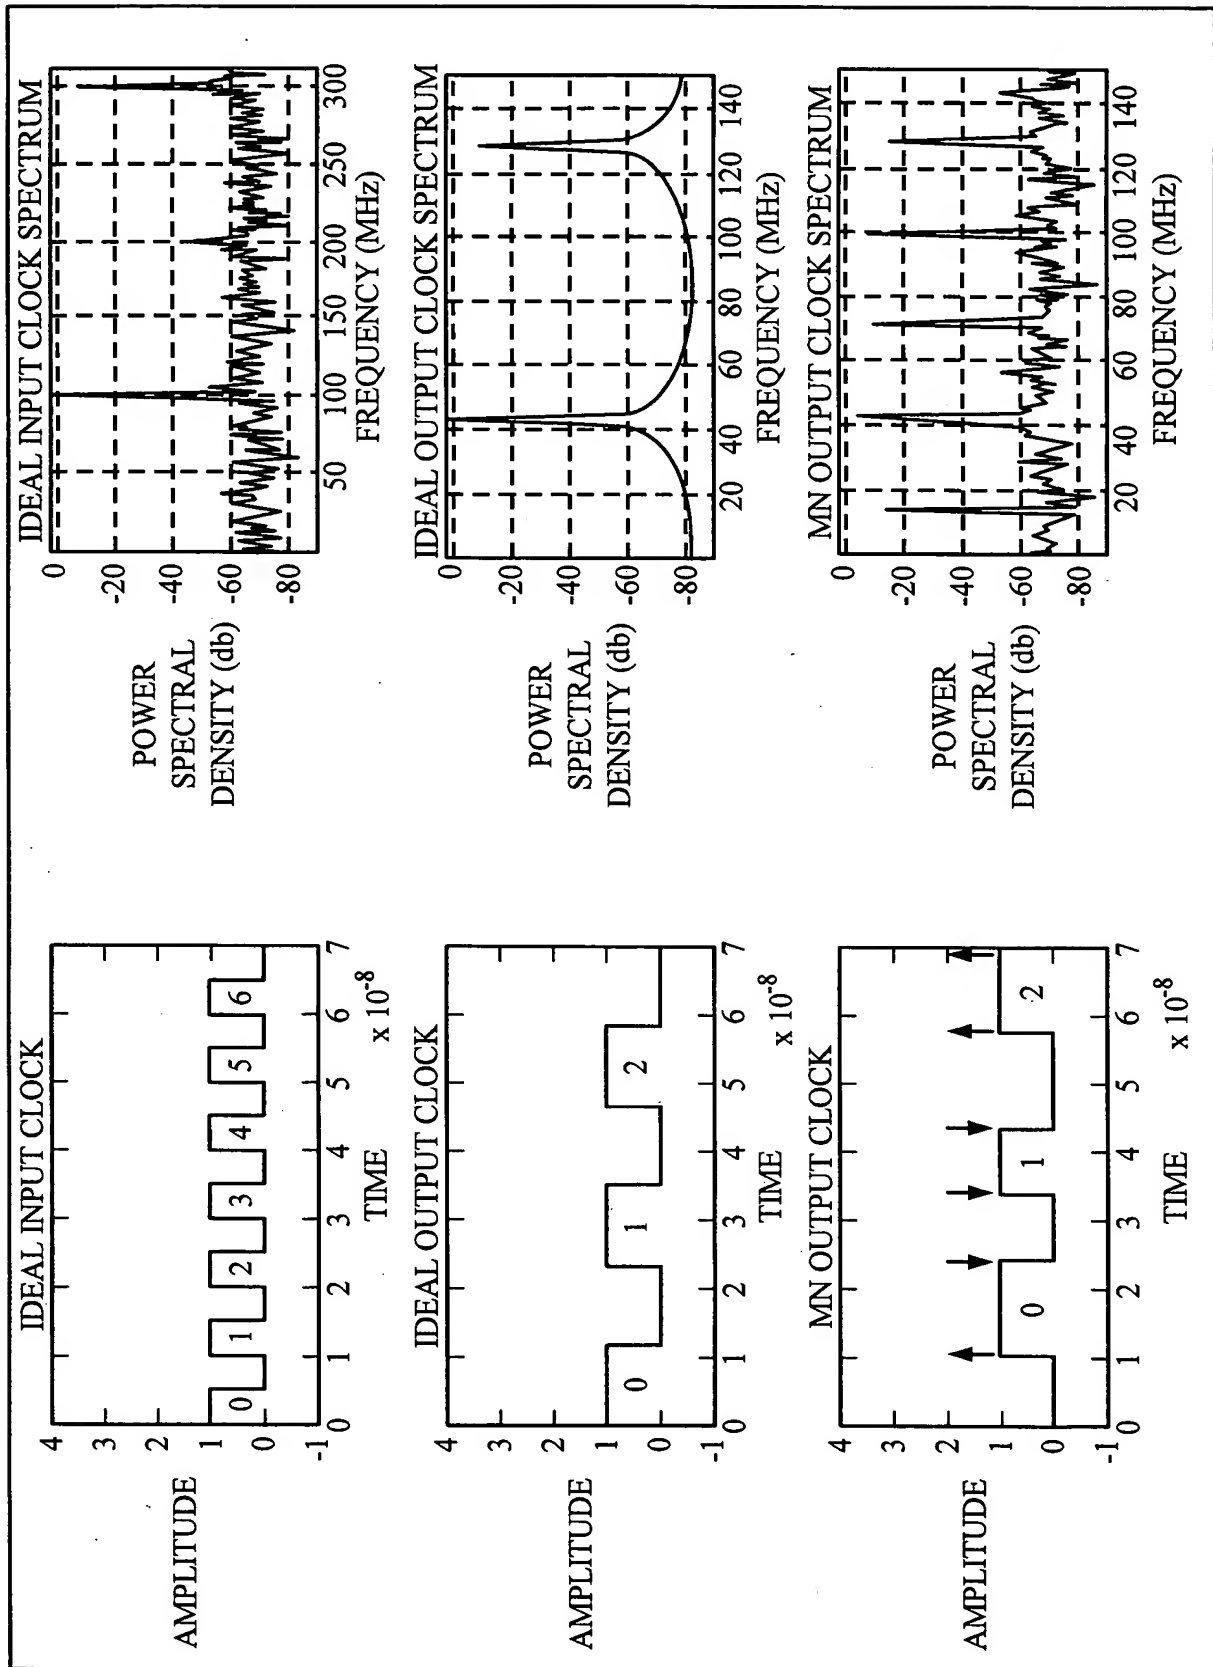 IDEAL INPUT CLOCK
AMPLITUDE
4
3
2
1
0
-1
0 1 2 3 4 5 6
0 1 2 3 4 5 6 7
TIME
x 10-8
IDEAL INPUT CLOCK SPECTRUM
POWER
SPECTRAL
DENSITY (db)
0
-20
-40
-60
-80
50 100 150 200 250 300
FREQUENCY (MHz)
IDEAL OUTPUT CLOCK
AMPLITUDE
4
3
2
1
0
-1
0 1 2
0 1 2 3 4 5 6 7
TIME
x 10-8
IDEAL OUTPUT CLOCK SPECTRUM
POWER
SPECTRAL
DENSITY (db)
0
-20
-40
-60
-80
20 40 60 80 100 120 140
FREQUENCY (MHz)
MN OUTPUT CLOCK
AMPLITUDE
4
3
2
1
0
-1
0 1 2
0 1 2 3 4 5 6 7
TIME
x 10-8
MN OUTPUT CLOCK SPECTRUM
POWER
SPECTRAL
DENSITY (db)
0
-20
-40
-60
-80
20 40 60 80 100 120 140
FREQUENCY (MHz)